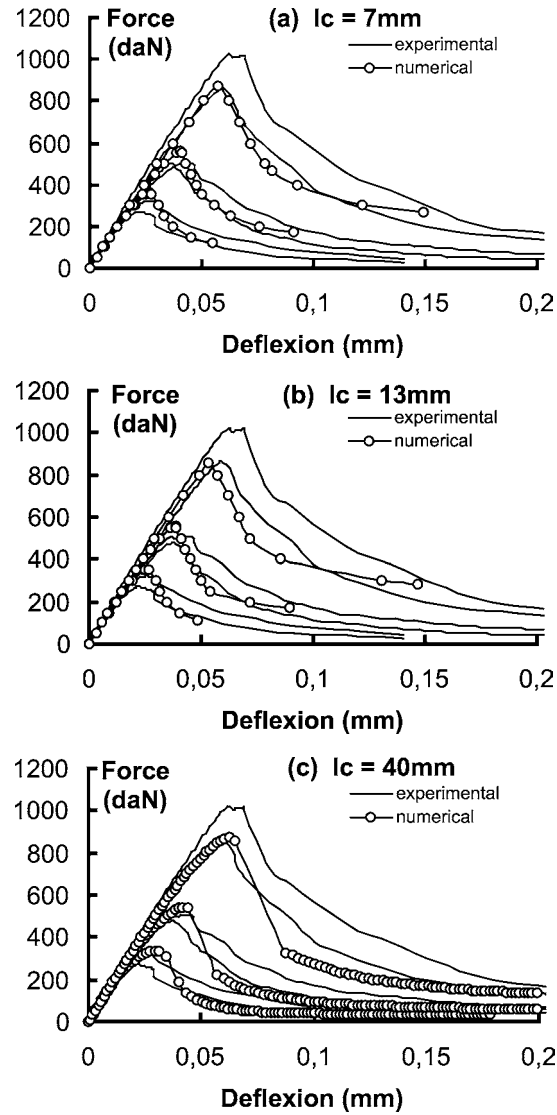 Force
(daN)
(a) lc = 7mm
experimental
numerical
1200
1000
800
600
400
200
0
0
0,05
0,1
0,15
0,2
Deflexion (mm)
Force
(daN)
(b) lc = 13mm
experimental
numerical
1200
1000
800
600
400
200
0
0
0,05
0,1
0,15
0,2
Deflexion (mm)
Force
(daN)
(c) lc = 40mm
experimental
numerical
1200
1000
800
600
400
200
0
0
0,05
0,1
0,15
0,2
Deflexion (mm)